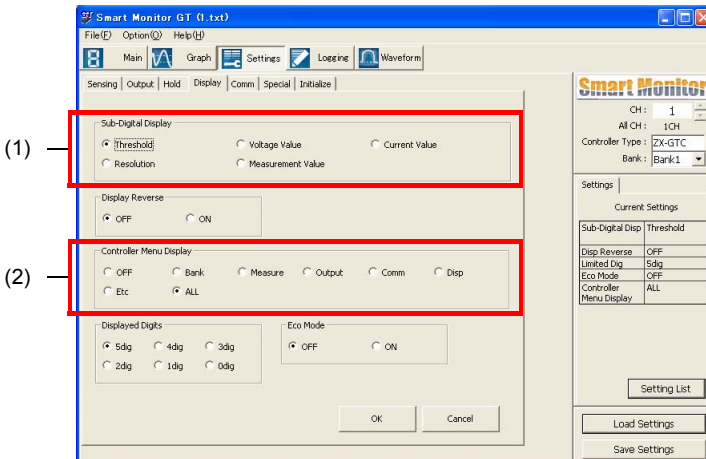 Smart Monitor GT (1.txt)
File(F) Option(O) Help(H)
Main Graph Settings Logging Waveform
Sensing Output Hold Display Comm Special Initialize
(1)
Sub-Digital Display
Threshold Voltage Value Current Value
Resolution Measurement Value
Display Reverse
OFF ON
(2)
Controller Menu Display
OFF Bank Measure Output Comm Disp
Etc ALL
Displayed Digits
5dig 4dig 3dig
2dig 1dig 0dig
Eco Mode
OFF ON
OK Cancel
Smart Monitor
CH : 1
All CH : 1CH
Controller Type : ZX-GTC
Bank : Bank1
Settings
Current Settings
Sub-Digital Disp Threshold
Disp Reverse OFF
Limited Dig 5dig
Eco Mode OFF
Controller Menu Display ALL
Setting List
Load Settings
Save Settings